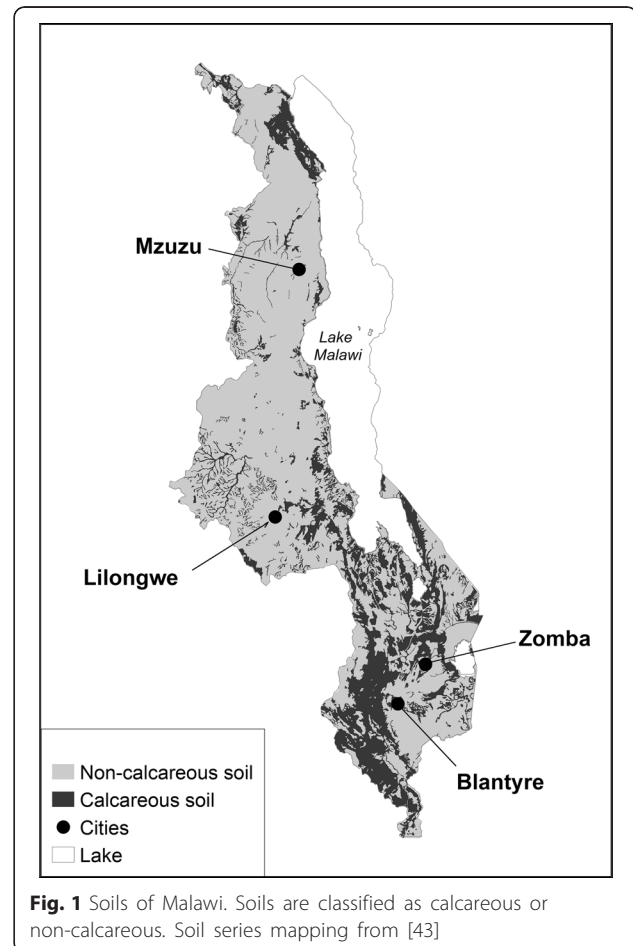 Mzuzu
Lake
Malawi
Lilongwe
Zomba
Blantyre
Non-calcareous soil
Calcareous soil
Cities
Lake
Fig. 1 Soils of Malawi. Soils are classified as calcareous or
non-calcareous. Soil series mapping from [43]